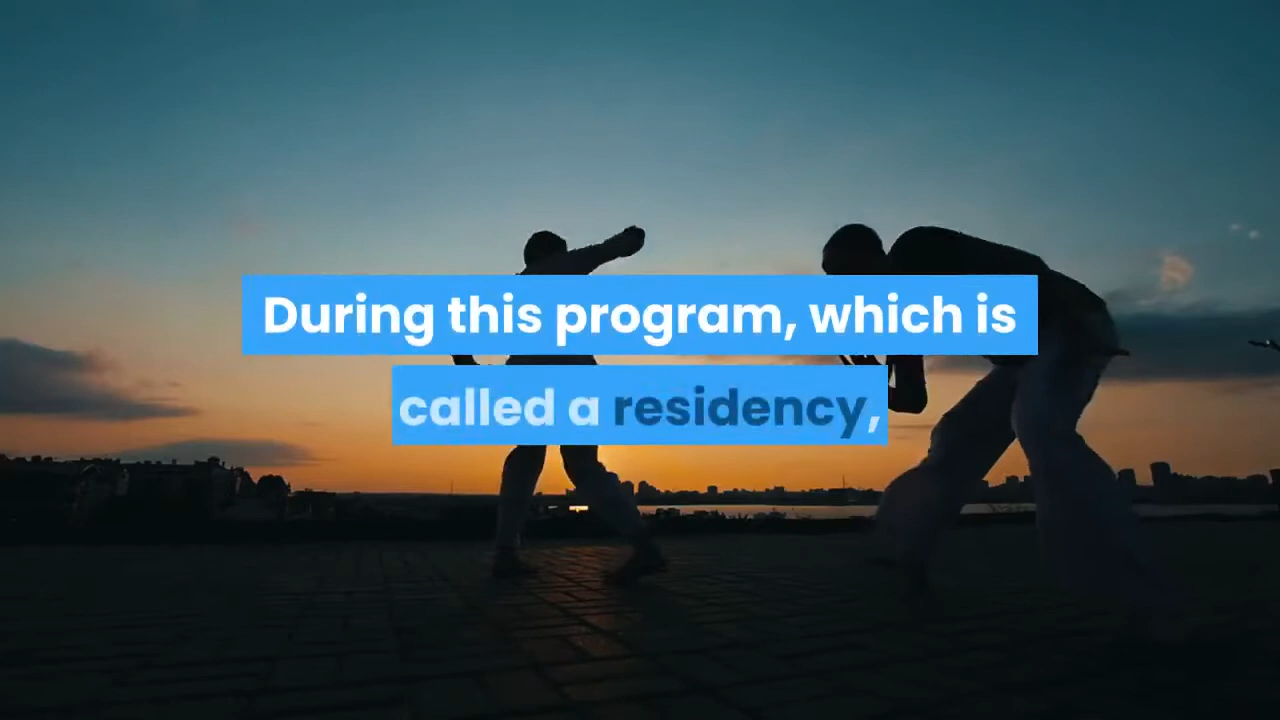 During this program, which is
called a residency,